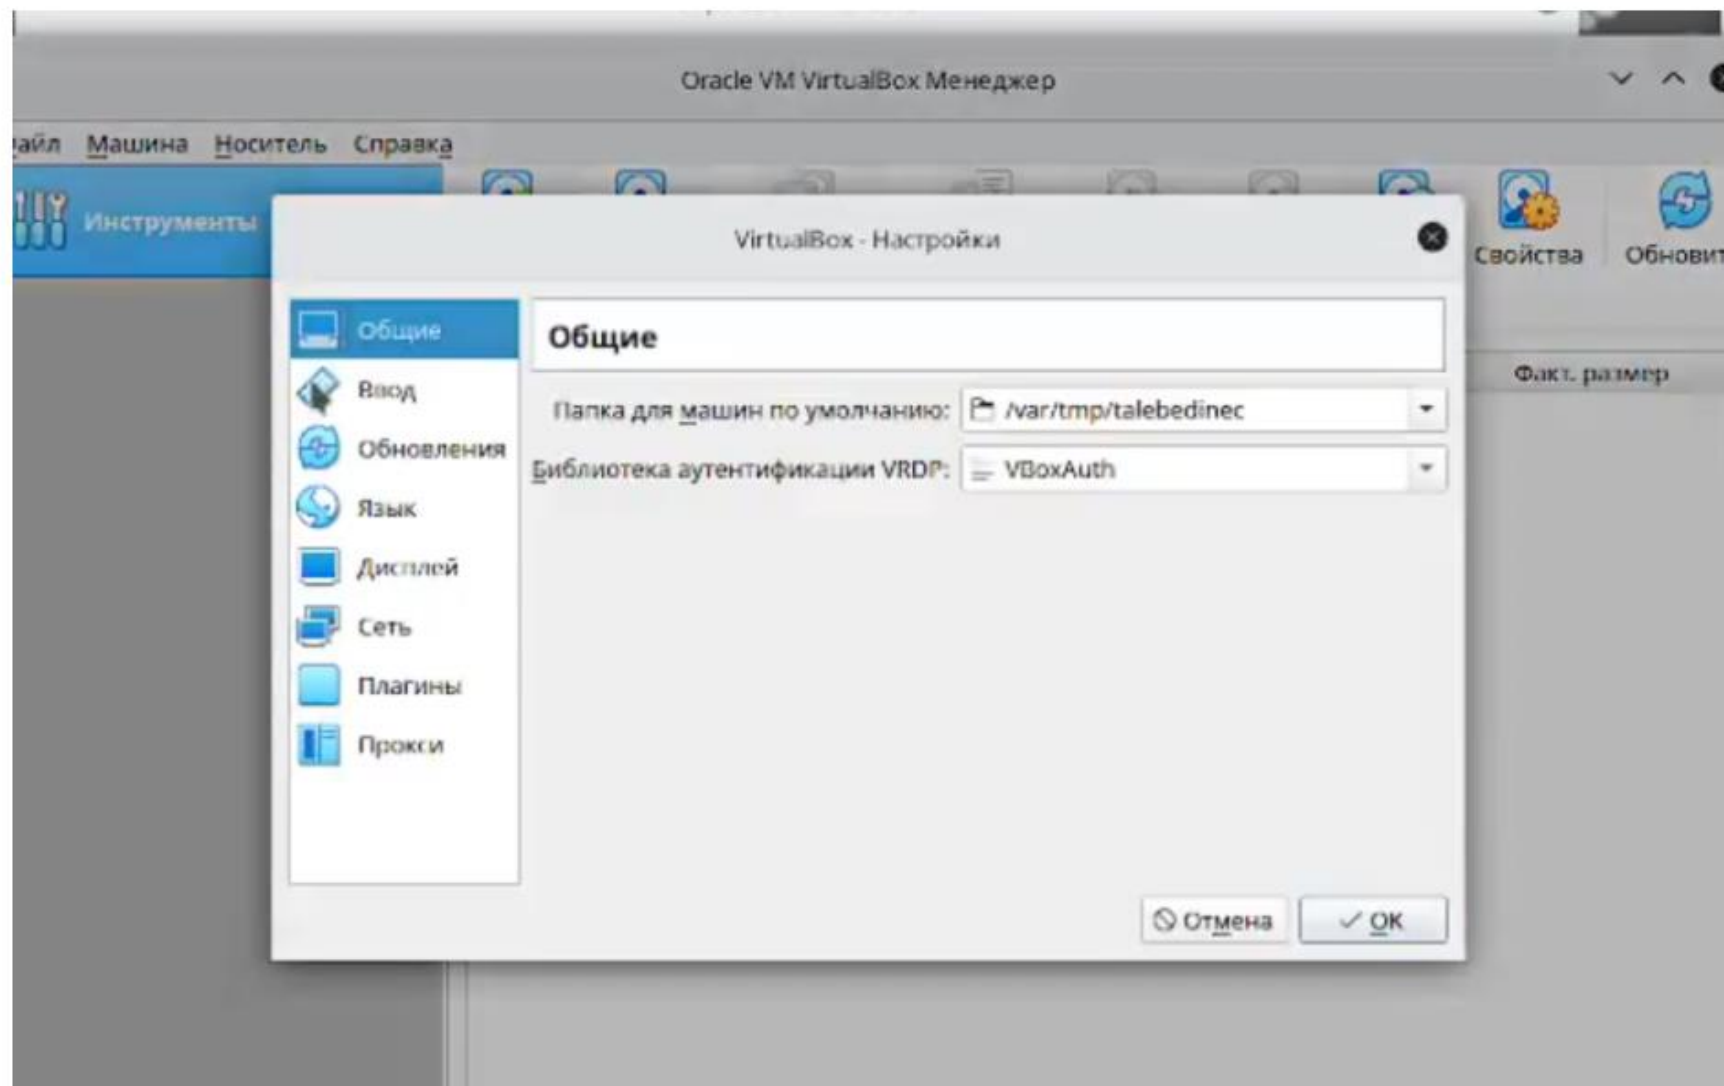 Oracle VM VirtualBox Менеджер
айл Машина Носитель Справка
Инструменты
Свойства
Обновит
VirtualBox - Настройки
Общие
Ввод
Обновления
Язык
Дисплей
Сеть
Плагины
Прокси
Общие
Папка для машин по умолчанию: /var/tmp/talebedinec
Библиотека аутентификации VRDP: VBoxAuth
Факт. размер
Отмена
OK